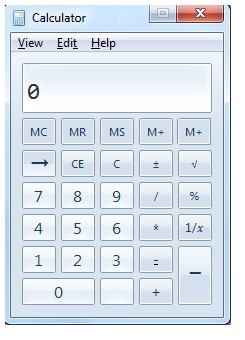 Calculator
View Edit Help
0
MC MR MS M+ M+
→ CE C ± √
7 8 9 / %
4 5 6 * 1/x
1 2 3 = −
0 +